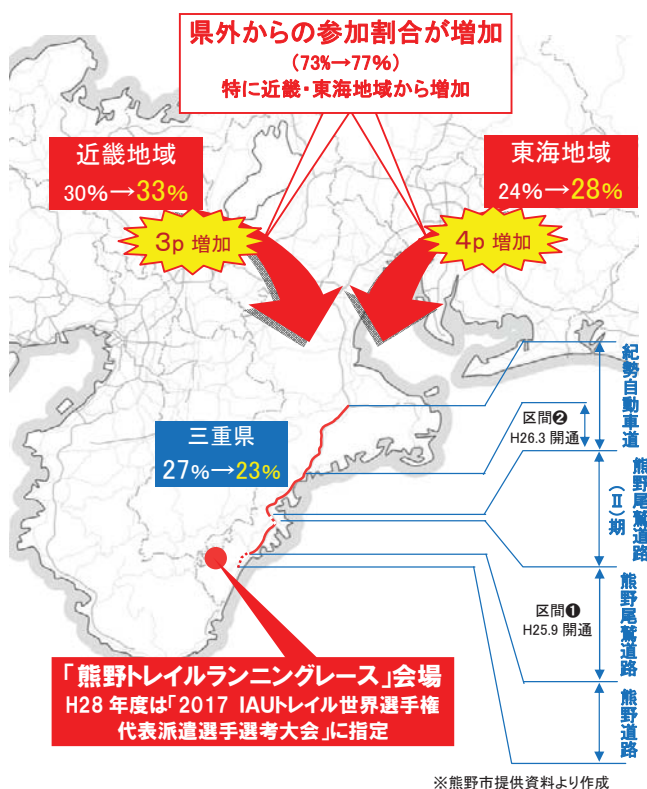 県外からの参加割合が増加
(73%→77%)
特に近畿・東海地域から増加
近畿地域
30%→33%
3p 増加
東海地域
24%→28%
4p 増加
紀勢自動車道
区間❷
H26.3 開通
三重県
27%→23%
熊野尾鷲道路
(Ⅱ)期
区間❶
H25.9 開通
熊野尾鷲道路
熊野道路
「熊野トレイルランニングレース」会場
H28 年度は「2017 IAUトレイル世界選手権
代表派遣選手選考大会」に指定
※熊野市提供資料より作成